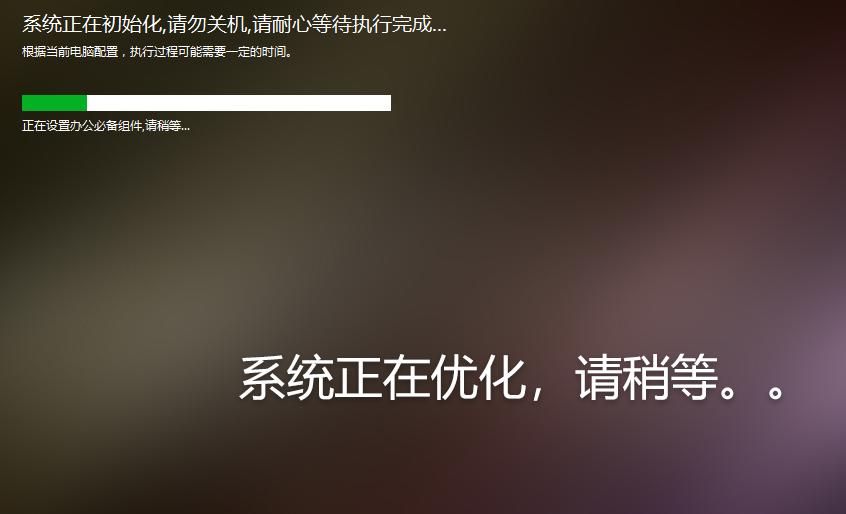 系统正在初始化,请勿关机,请耐心等待执行完成...
根据当前电脑配置，执行过程可能需要一定的时间。
正在设置办公必备组件,请稍等...
系统正在优化，请稍等。。